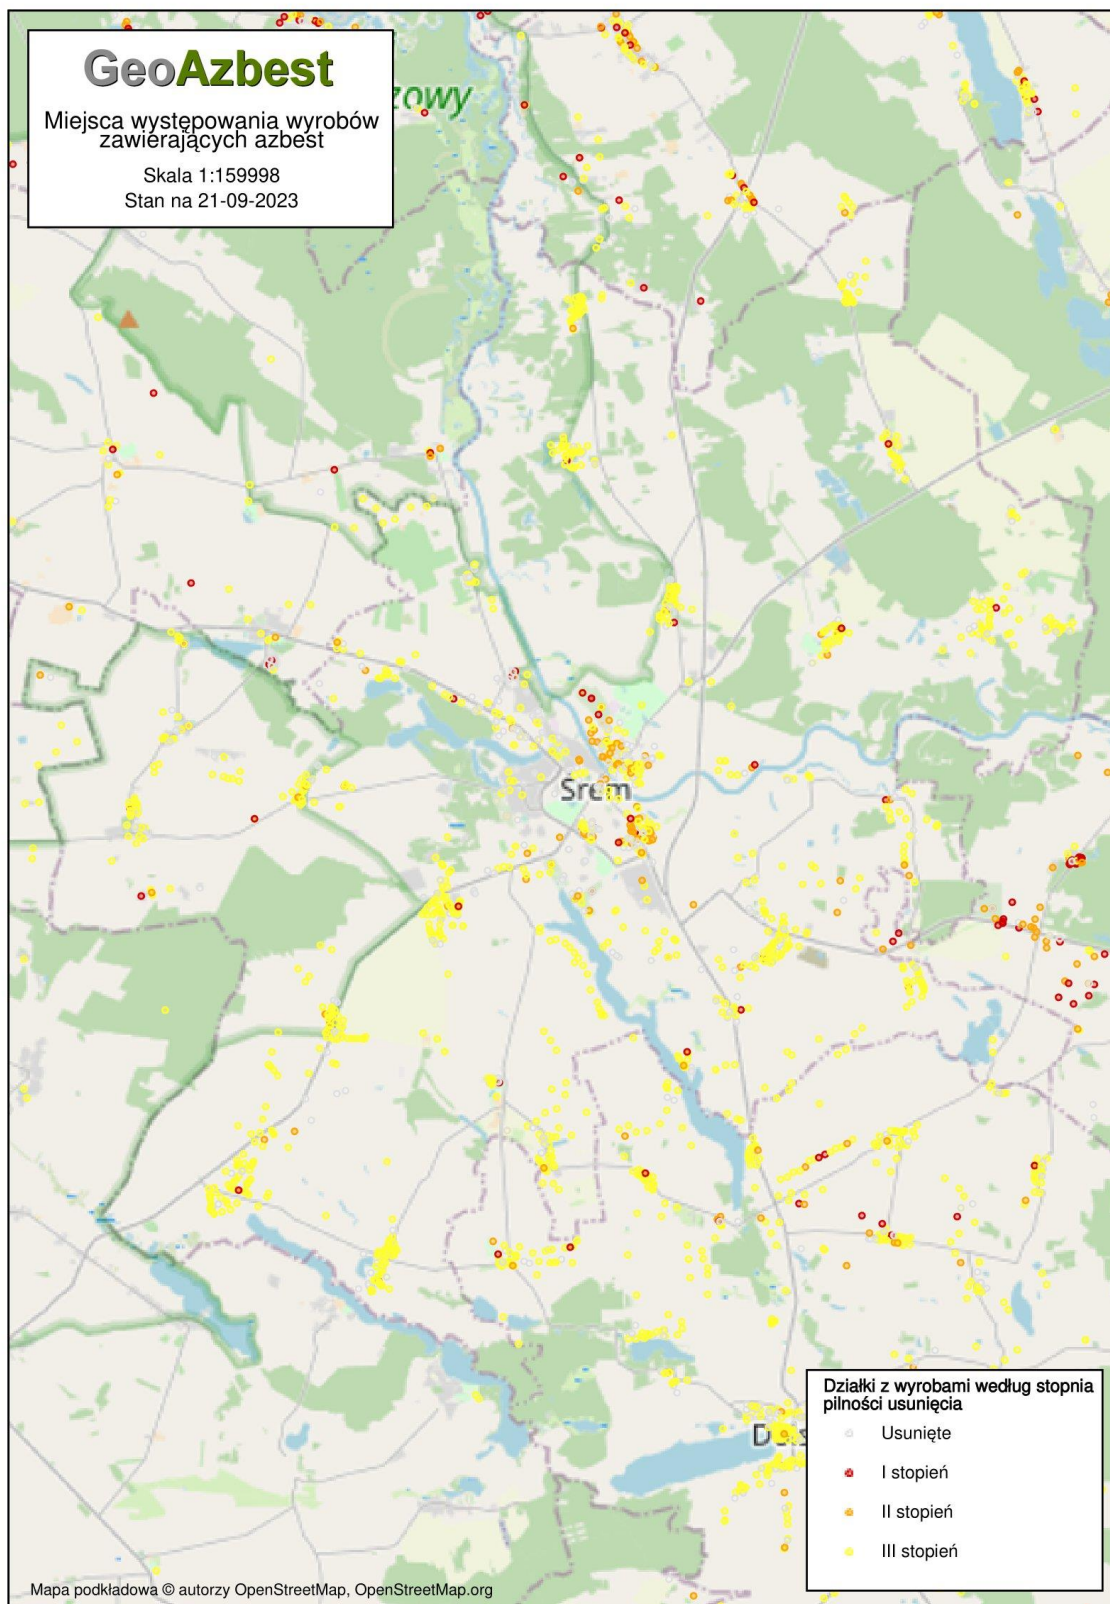 GeoAzbest
Miejsca występowania wyrobów
zawierających azbest
Skala 1:159998
Stan na 21-09-2023
zowy
Śrem
Działki z wyrobami według stopnia
pilności usunięcia
Usunięte
I stopień
II stopień
III stopień
Mapa podkładowa © autorzy OpenStreetMap, OpenStreetMap.org